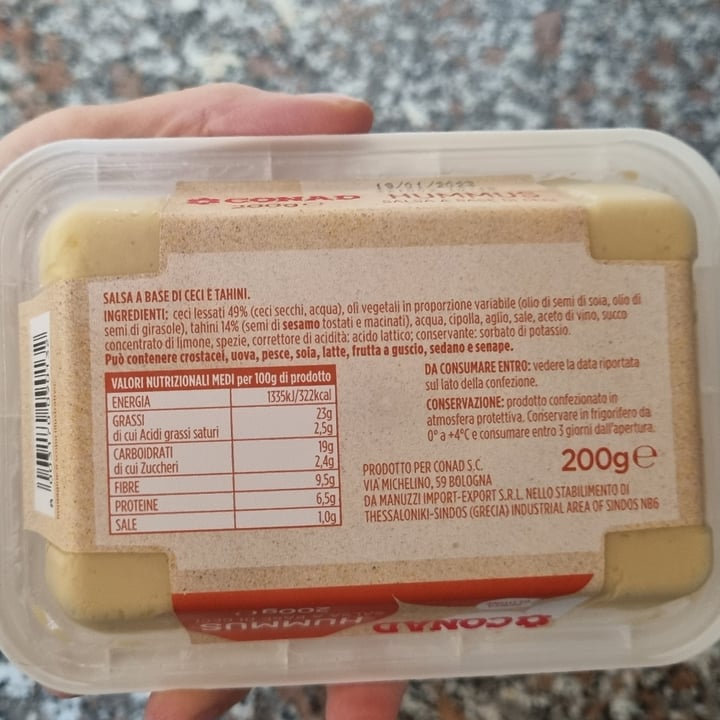 CONAD
200g e
19/01/2023
HUMMUS
SALSA A BASE DI CECI E TAHINI.
INGREDIENTI: ceci lessati 49% (ceci secchi, acqua), oli vegetali in proporzione variabile (olio di semi di soia, olio di
semi di girasole), tahini 14% (semi di sesamo tostati e macinati), acqua, cipolla, aglio, sale, aceto di vino, succo
concentrato di limone, spezie, correttore di acidità: acido lattico; conservante: sorbato di potassio.
Può contenere crostacei, uova, pesce, soia, latte, frutta a guscio, sedano e senape.
VALORI NUTRIZIONALI MEDI per 100g di prodotto
ENERGIA 1335kJ/322kcal
GRASSI 23g
di cui Acidi grassi saturi 2,5g
CARBOIDRATI 19g
di cui Zuccheri 2,4g
FIBRE 9,5g
PROTEINE 6,5g
SALE 1,0g
DA CONSUMARE ENTRO: vedere la data riportata
sul lato della confezione.
CONSERVAZIONE: prodotto confezionato in
atmosfera protettiva. Conservare in frigorifero da
0° a +4°C e consumare entro 3 giorni dall'apertura.
200g e
PRODOTTO PER CONAD S.C.
VIA MICHELINO, 59 BOLOGNA
DA MANUZZI IMPORT-EXPORT S.R.L. NELLO STABILIMENTO DI
THESSALONIKI-SINDOS (GRECIA) INDUSTRIAL AREA OF SINDOS NB6
CONAD
HUMMUS
200g e